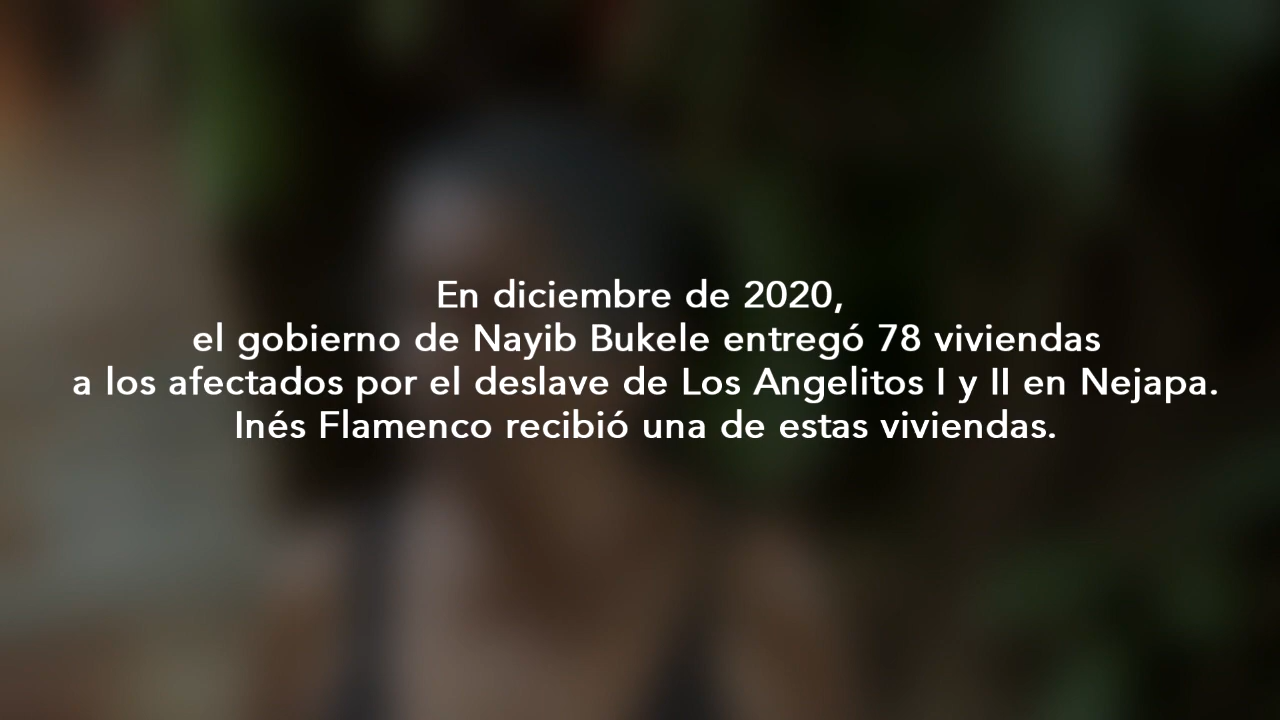 En diciembre de 2020,
el gobierno de Nayib Bukele entregó 78 viviendas
a los afectados por el deslave de Los Angelitos I y II en Nejapa.
Inés Flamenco recibió una de estas viviendas.